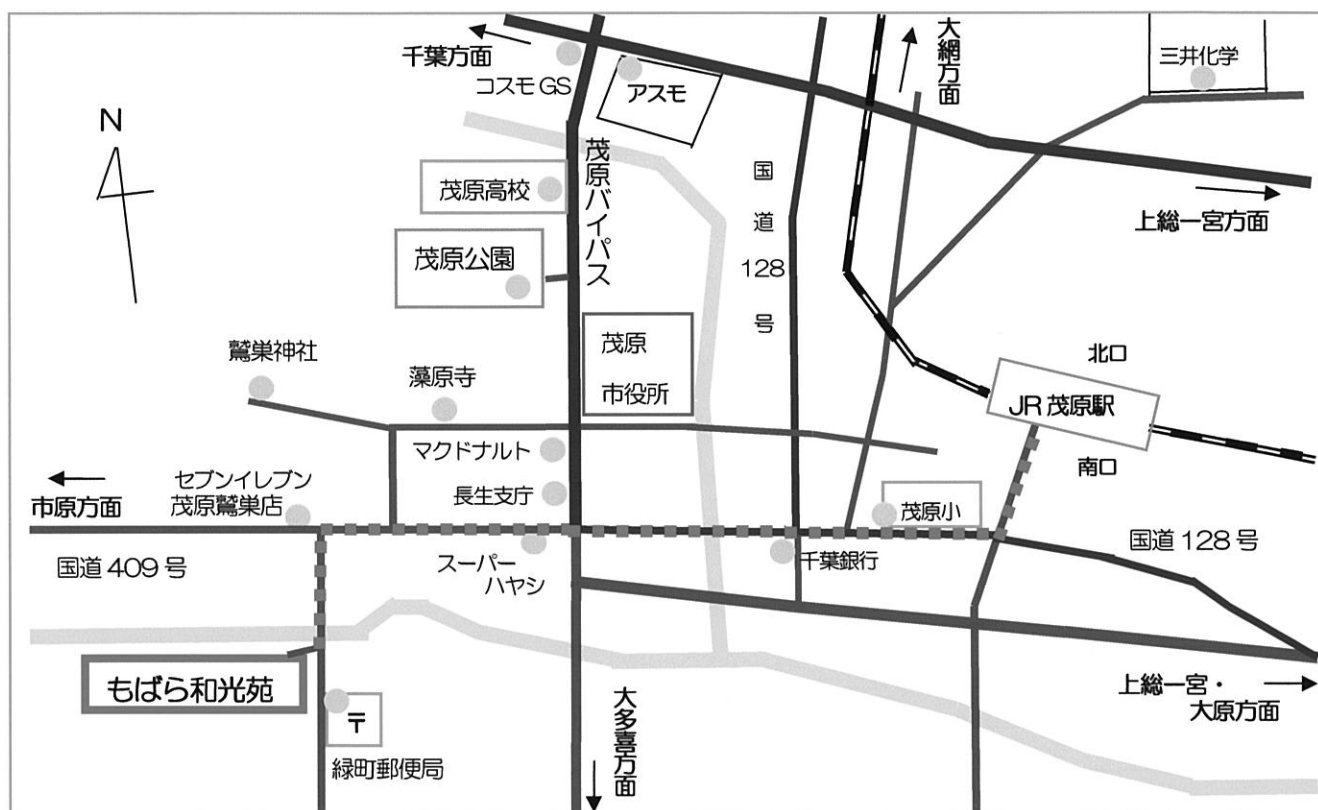 千葉方面
コスモGS
アスモ
大網方面
三井化学
N
茂原バイパス
国道128号
茂原高校
上総一宮方面
茂原公園
茂原
市役所
鷲巣神社
藻原寺
北口
JR茂原駅
南口
マクドナルト
セブンイレブン
茂原鷲巣店
長生支庁
市原方面
茂原小
国道409号
スーパー
ハヤシ
千葉銀行
国道128号
もばら和光苑
〒
緑町郵便局
大多喜方面
上総一宮・
大原方面